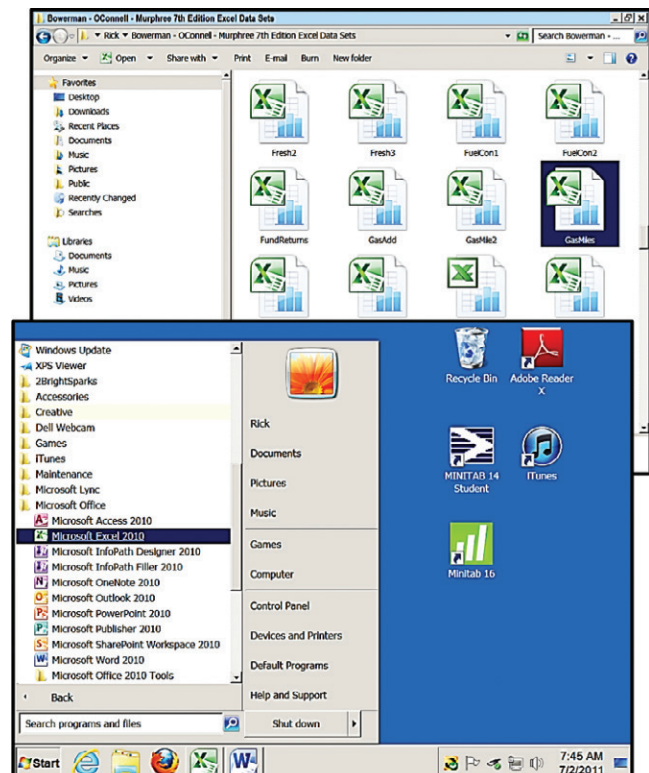 Bowerman - OConnell - Murphree 7th Edition Excel Data Sets
Rick ▾ Bowerman - OConnell - Murphree 7th Edition Excel Data Sets
Search Bowerman - ...
Organize Open Share with Print E-mail Burn New folder
Favorites
Desktop
Downloads
Recent Places
Documents
Music
Pictures
Public
Recently Changed
Searches
Libraries
Documents
Music
Pictures
Videos
Fresh2 Fresh3 FuelCon1 FuelCon2
FundReturns GasAdd GasMile2 GasMiles
Windows Update
XPS Viewer
2BrightSparks
Accessories
Creative
Dell Webcam
Games
iTunes
Maintenance
Microsoft Lync
Microsoft Office
Microsoft Access 2010
Microsoft Excel 2010
Microsoft InfoPath Designer 2010
Microsoft InfoPath Filler 2010
Microsoft OneNote 2010
Microsoft Outlook 2010
Microsoft PowerPoint 2010
Microsoft Publisher 2010
Microsoft SharePoint Workspace 2010
Microsoft Word 2010
Microsoft Office 2010 Tools
Back
Search programs and files
Rick
Documents
Pictures
Music
Games
Computer
Control Panel
Devices and Printers
Default Programs
Help and Support
Shut down
Recycle Bin
Adobe Reader
X
MINITAB 14
Student
iTunes
Minitab 16
Start
7:45 AM
7/2/2011